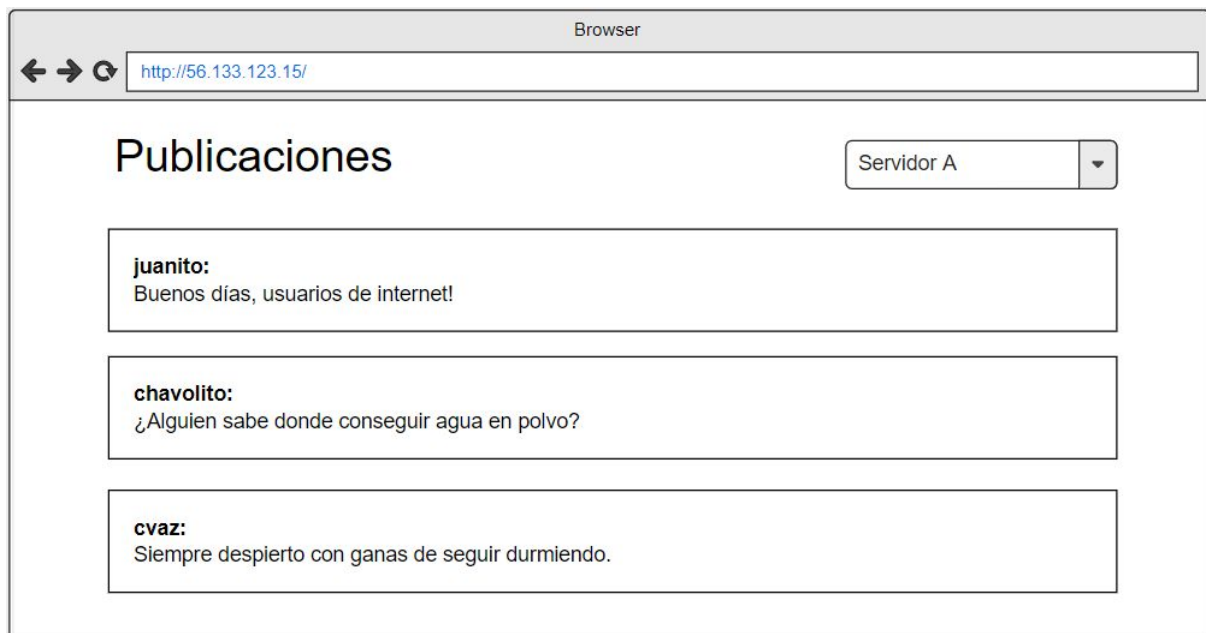 Browser
http://56.133.123.15/
Publicaciones
Servidor A
juanito:
Buenos días, usuarios de internet!
chavolito:
¿Alguien sabe donde conseguir agua en polvo?
cvaz:
Siempre despierto con ganas de seguir durmiendo.